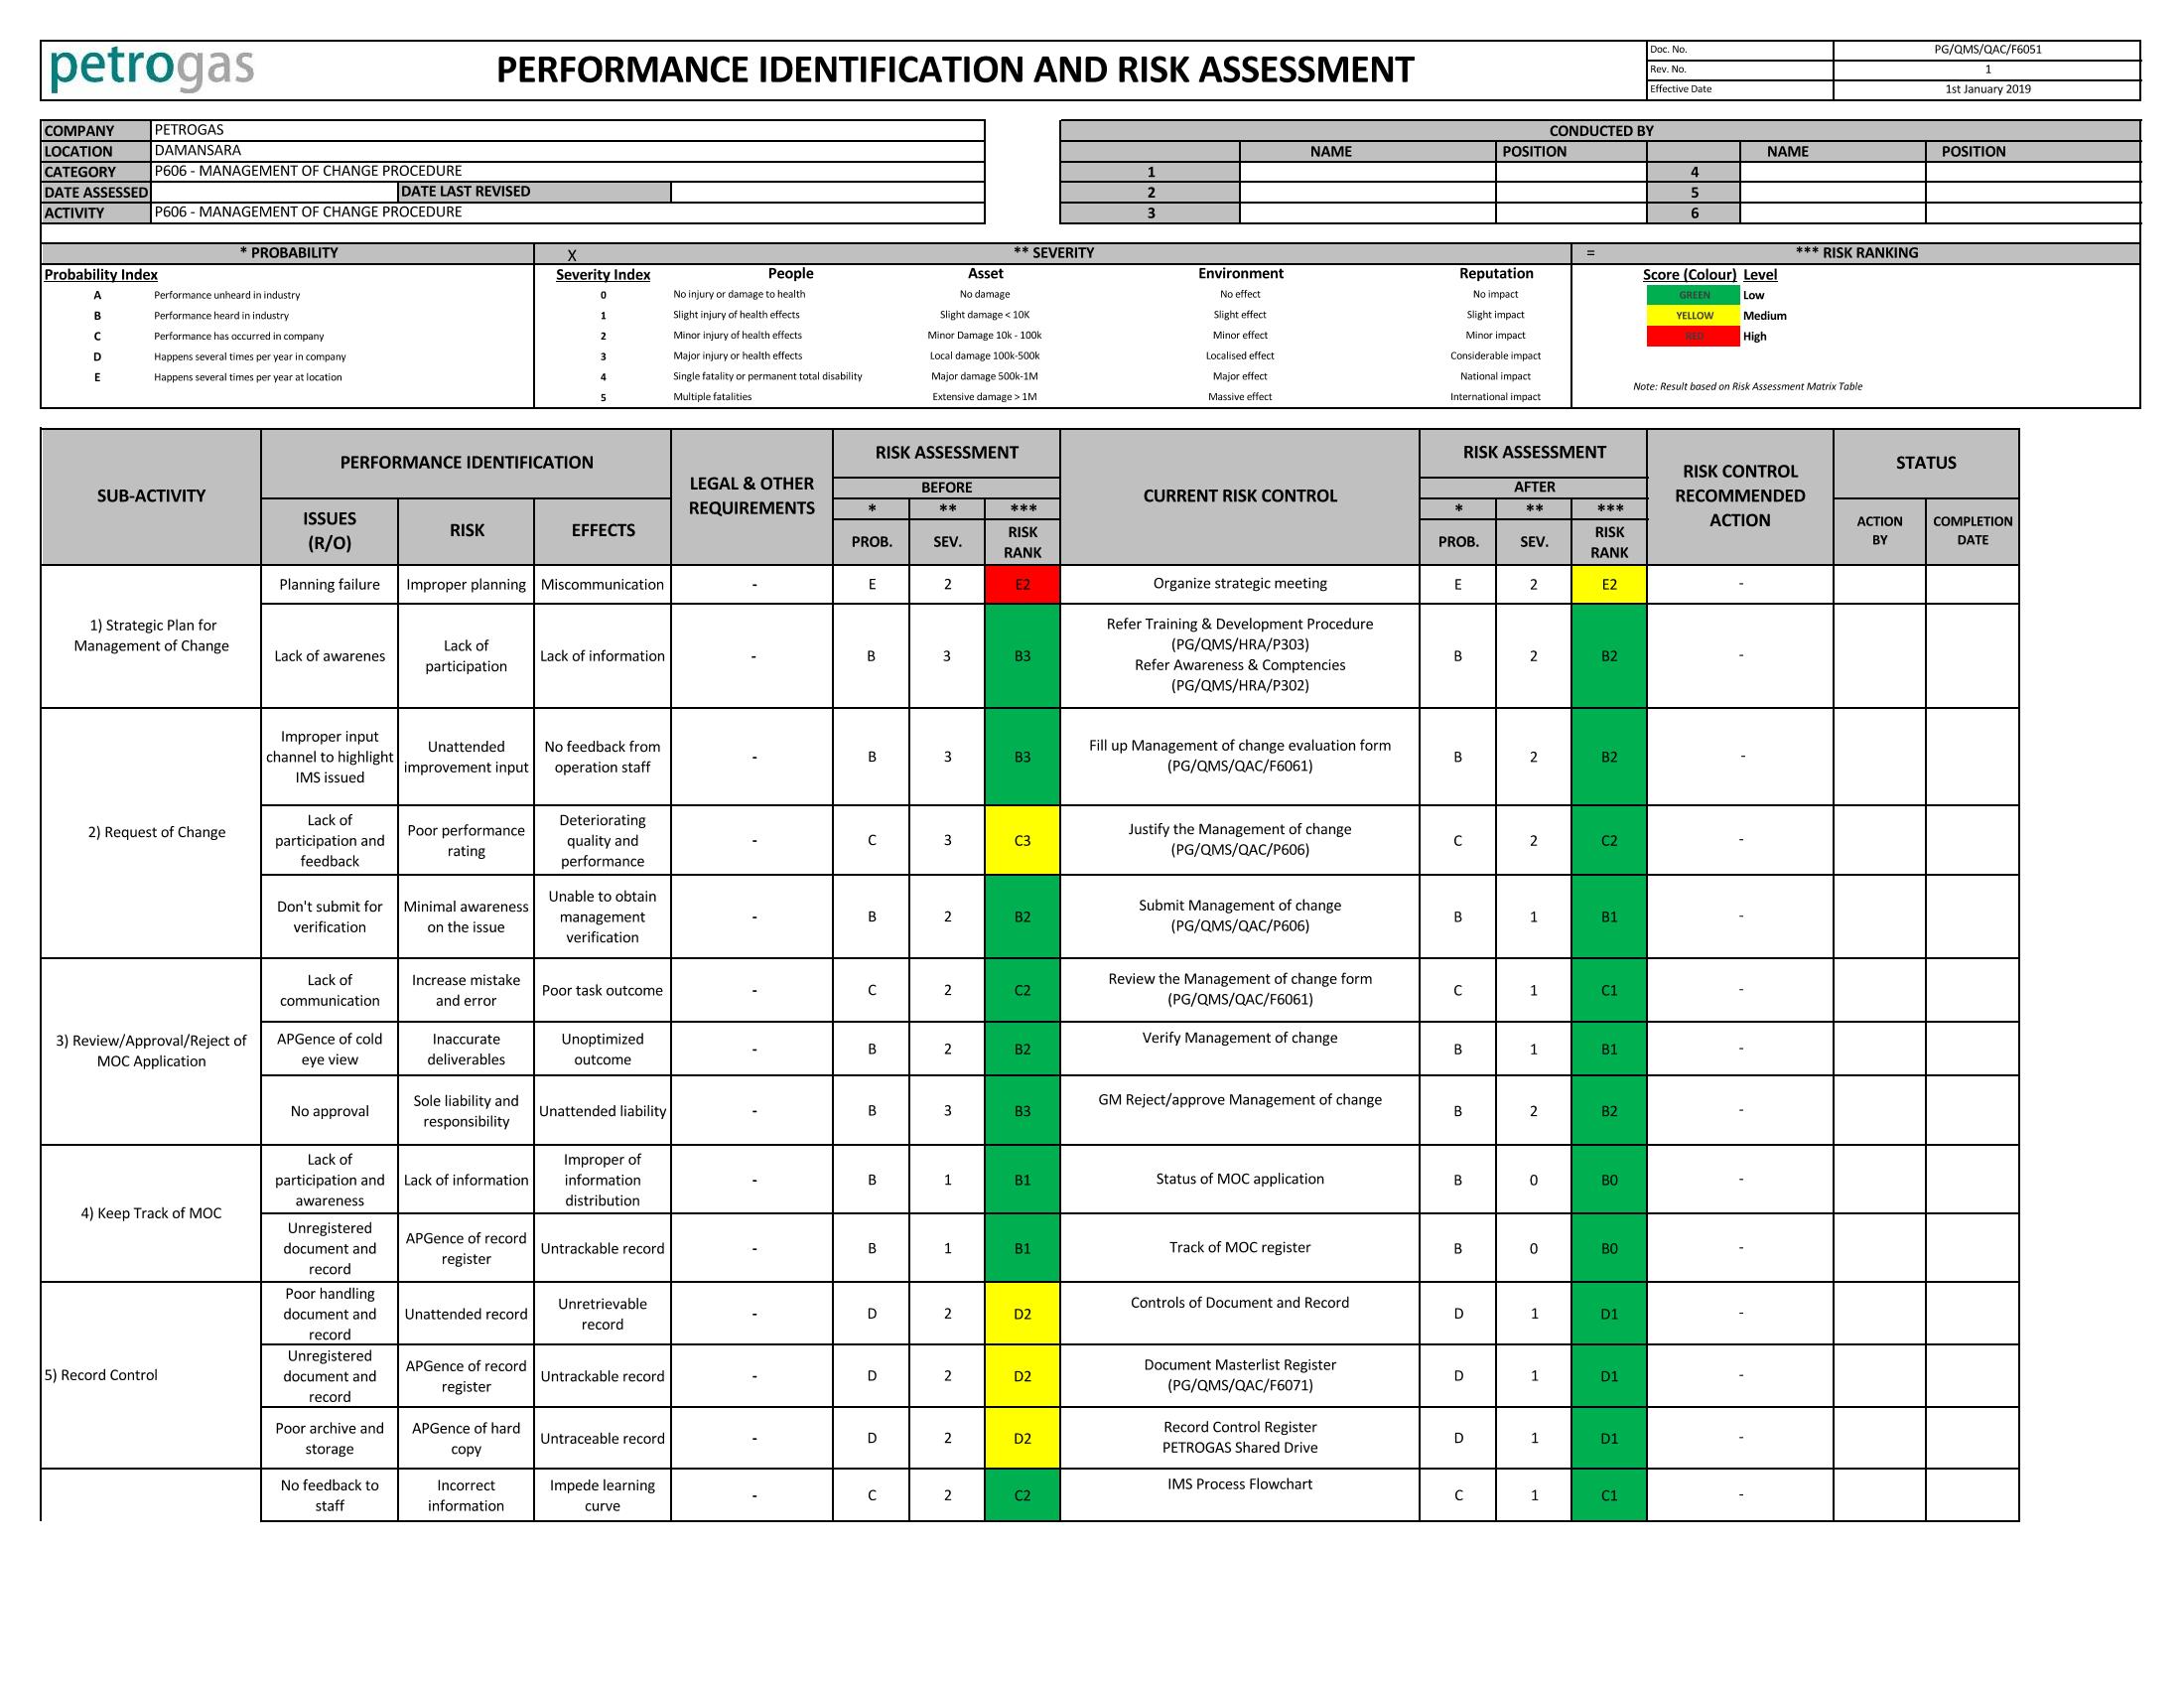 petrogas
PERFORMANCE IDENTIFICATION AND RISK ASSESSMENT
Doc. No. PG/QMS/QAC/F6051
Rev. No. 1
Effective Date 1st January 2019
COMPANY PETROGAS
LOCATION DAMANSARA
CATEGORY P606 - MANAGEMENT OF CHANGE PROCEDURE
DATE ASSESSED DATE LAST REVISED
ACTIVITY P606 - MANAGEMENT OF CHANGE PROCEDURE
CONDUCTED BY
NAME POSITION NAME POSITION
1 4
2 5
3 6
* PROBABILITY X ** SEVERITY = *** RISK RANKING
Probability Index
A Performance unheard in industry
B Performance heard in industry
C Performance has occurred in company
D Happens several times per year in company
E Happens several times per year at location
Severity Index People Asset Environment Reputation
0 No injury or damage to health No damage No effect No impact
1 Slight injury of health effects Slight damage < 10K Slight effect Slight impact
2 Minor injury of health effects Minor Damage 10k - 100k Minor effect Minor impact
3 Major injury or health effects Local damage 100k-500k Localised effect Considerable impact
4 Single fatality or permanent total disability Major damage 500k-1M Major effect National impact
5 Multiple fatalities Extensive damage > 1M Massive effect International impact
Score (Colour) Level
GREEN Low
YELLOW Medium
RED High
Note: Result based on Risk Assessment Matrix Table
SUB-ACTIVITY
PERFORMANCE IDENTIFICATION
ISSUES
(R/O)
RISK
EFFECTS
LEGAL & OTHER
REQUIREMENTS
RISK ASSESSMENT
BEFORE
* ** ***
PROB. SEV. RISK
RANK
CURRENT RISK CONTROL
RISK ASSESSMENT
AFTER
* ** ***
PROB. SEV. RISK
RANK
RISK CONTROL
RECOMMENDED
ACTION
STATUS
ACTION
BY
COMPLETION
DATE
1) Strategic Plan for
Management of Change
Planning failure
Improper planning
Miscommunication
- E 2 E2
Organize strategic meeting
E 2 E2 -
Lack of awarenes
Lack of
participation
Lack of information
- B 3 B3
Refer Training & Development Procedure
(PG/QMS/HRA/P303)
Refer Awareness & Comptencies
(PG/QMS/HRA/P302)
B 2 B2 -
2) Request of Change
Improper input
channel to highlight
IMS issued
Unattended
improvement input
No feedback from
operation staff
- B 3 B3
Fill up Management of change evaluation form
(PG/QMS/QAC/F6061)
B 2 B2 -
Lack of
participation and
feedback
Poor performance
rating
Deteriorating
quality and
performance
- C 3 C3
Justify the Management of change
(PG/QMS/QAC/P606)
C 2 C2 -
Don't submit for
verification
Minimal awareness
on the issue
Unable to obtain
management
verification
- B 2 B2
Submit Management of change
(PG/QMS/QAC/P606)
B 1 B1 -
3) Review/Approval/Reject of
MOC Application
Lack of
communication
Increase mistake
and error
Poor task outcome
- C 2 C2
Review the Management of change form
(PG/QMS/QAC/F6061)
C 1 C1 -
APGence of cold
eye view
Inaccurate
deliverables
Unoptimized
outcome
- B 2 B2
Verify Management of change
B 1 B1 -
No approval
Sole liability and
responsibility
Unattended liability
- B 3 B3
GM Reject/approve Management of change
B 2 B2 -
4) Keep Track of MOC
Lack of
participation and
awareness
Lack of information
Improper of
information
distribution
- B 1 B1
Status of MOC application
B 0 B0 -
Unregistered
document and
record
APGence of record
register
Untrackable record
- B 1 B1
Track of MOC register
B 0 B0 -
5) Record Control
Poor handling
document and
record
Unattended record
Unretrievable
record
- D 2 D2
Controls of Document and Record
D 1 D1 -
Unregistered
document and
record
APGence of record
register
Untrackable record
- D 2 D2
Document Masterlist Register
(PG/QMS/QAC/F6071)
D 1 D1 -
Poor archive and
storage
APGence of hard
copy
Untraceable record
- D 2 D2
Record Control Register
PETROGAS Shared Drive
D 1 D1 -
No feedback to
staff
Incorrect
information
Impede learning
curve
- C 2 C2
IMS Process Flowchart
C 1 C1 -